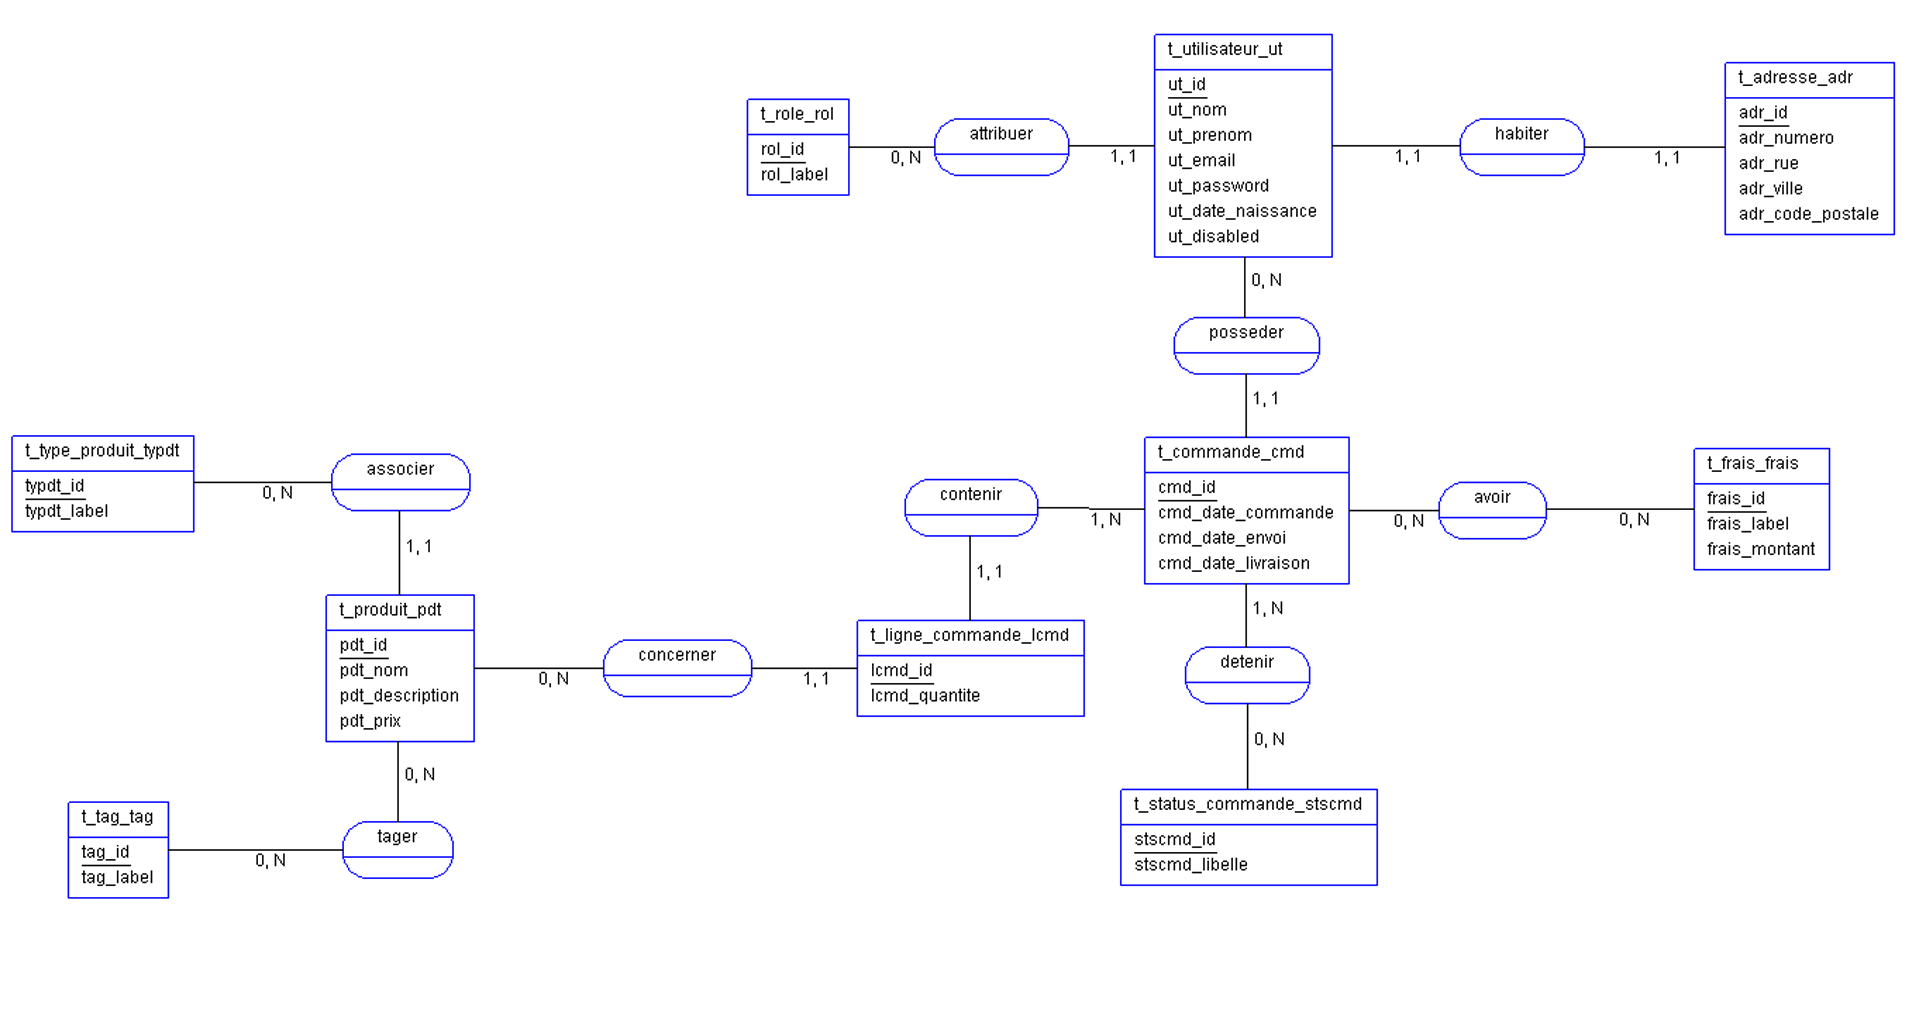 t_utilisateur_ut
ut_id
ut_nom
ut_prenom
ut_email
ut_password
ut_date_naissance
ut_disabled
t_adresse_adr
adr_id
adr_numero
adr_rue
adr_ville
adr_code_postale
t_role_rol
rol_id
rol_label
attribuer
0, N
1, 1
habiter
1, 1
1, 1
0, N
posseder
1, 1
t_type_produit_typdt
typdt_id
typdt_label
0, N
associer
1, 1
t_commande_cmd
cmd_id
cmd_date_commande
cmd_date_envoi
cmd_date_livraison
contenir
1, N
1, 1
avoir
0, N
0, N
t_frais_frais
frais_id
frais_label
frais_montant
t_produit_pdt
pdt_id
pdt_nom
pdt_description
pdt_prix
concerner
0, N
1, 1
t_ligne_commande_lcmd
lcmd_id
lcmd_quantite
1, N
detenir
0, N
0, N
t_tag_tag
tag_id
tag_label
0, N
tager
t_status_commande_stscmd
stscmd_id
stscmd_libelle